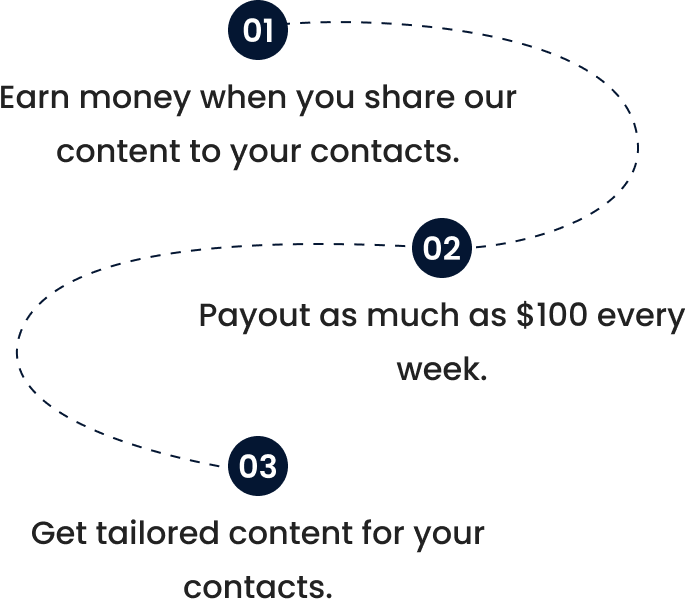 01
Earn money when you share our
content to your contacts.
02
Payout as much as $100 every
week.
03
Get tailored content for your
contacts.